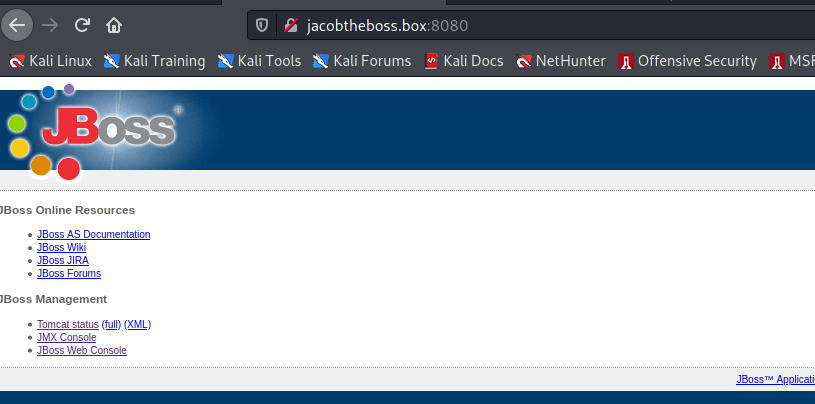 jacobtheboss.box:8080
Kali Linux Kali Training Kali Tools Kali Forums Kali Docs NetHunter Offensive Security MSF
JBoss
JBoss Online Resources
JBoss AS Documentation
JBoss Wiki
JBoss JIRA
JBoss Forums
JBoss Management
Tomcat status (full) (XML)
JMX Console
JBoss Web Console
JBoss™ Applicati